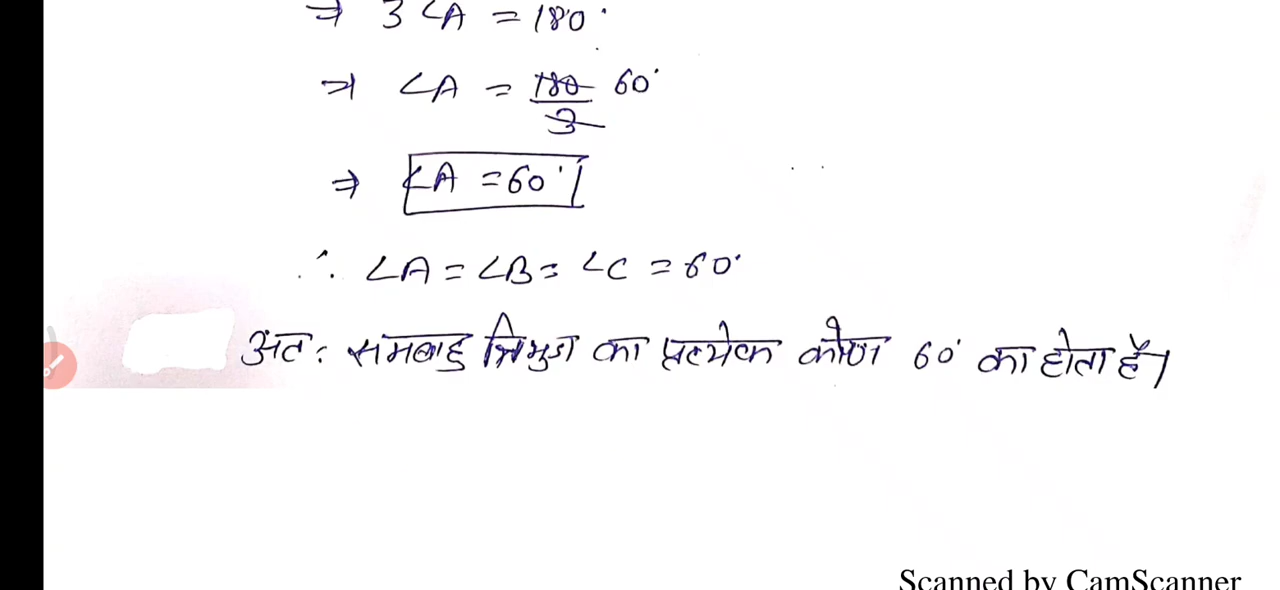 ⇒ 3 ∠A = 180°
⇒ ∠A = 180/3 60°
⇒ ∠A = 60°
∴ ∠A = ∠B = ∠C = 60°
अतः समबाहु त्रिभुज का प्रत्येक कोण 60° का होता है।
Scanned by CamScanner